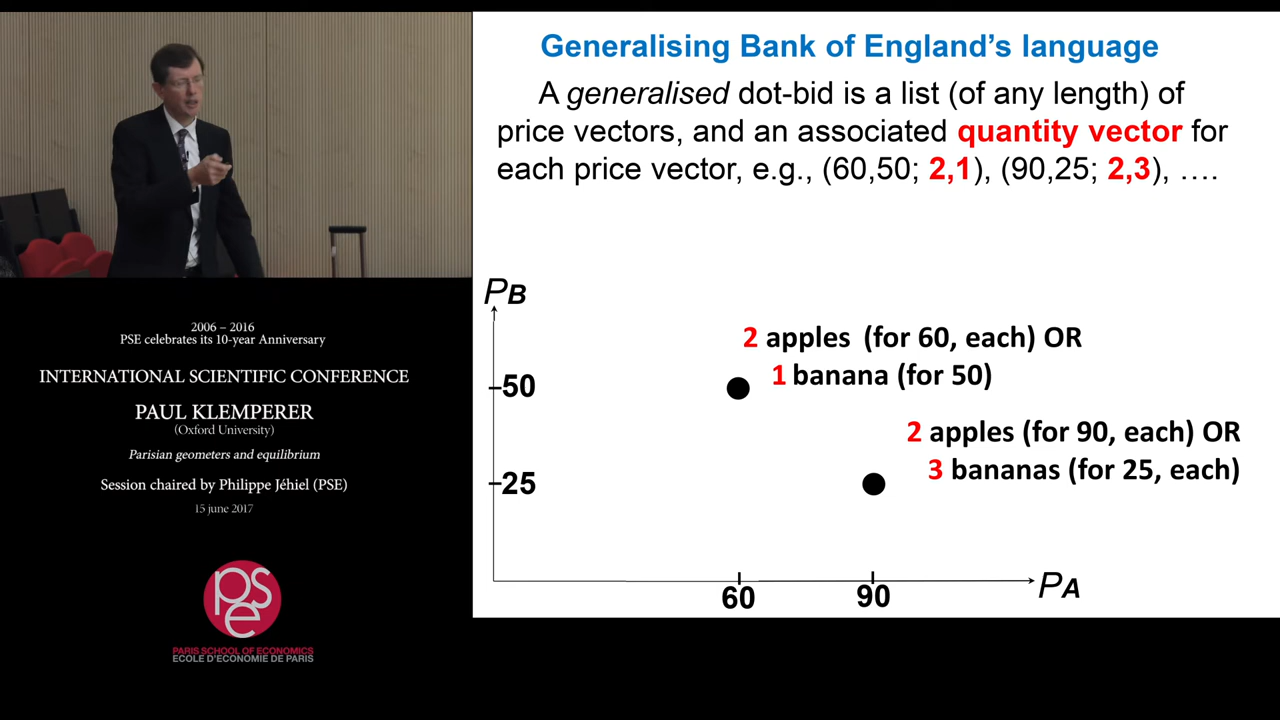 2006 – 2016
PSE celebrates its 10-year Anniversary
INTERNATIONAL SCIENTIFIC CONFERENCE
PAUL KLEMPERER
(Oxford University)
Parisian geometers and equilibrium
Session chaired by Philippe Jéhiel (PSE)
15 june 2017
pse
PARIS SCHOOL OF ECONOMICS
ECOLE D'ECONOMIE DE PARIS
Generalising Bank of England's language
A generalised dot-bid is a list (of any length) of
price vectors, and an associated quantity vector for
each price vector, e.g., (60,50; 2,1), (90,25; 2,3), ….
PB
2 apples (for 60, each) OR
50
1 banana (for 50)
2 apples (for 90, each) OR
3 bananas (for 25, each)
25
60
90
PA